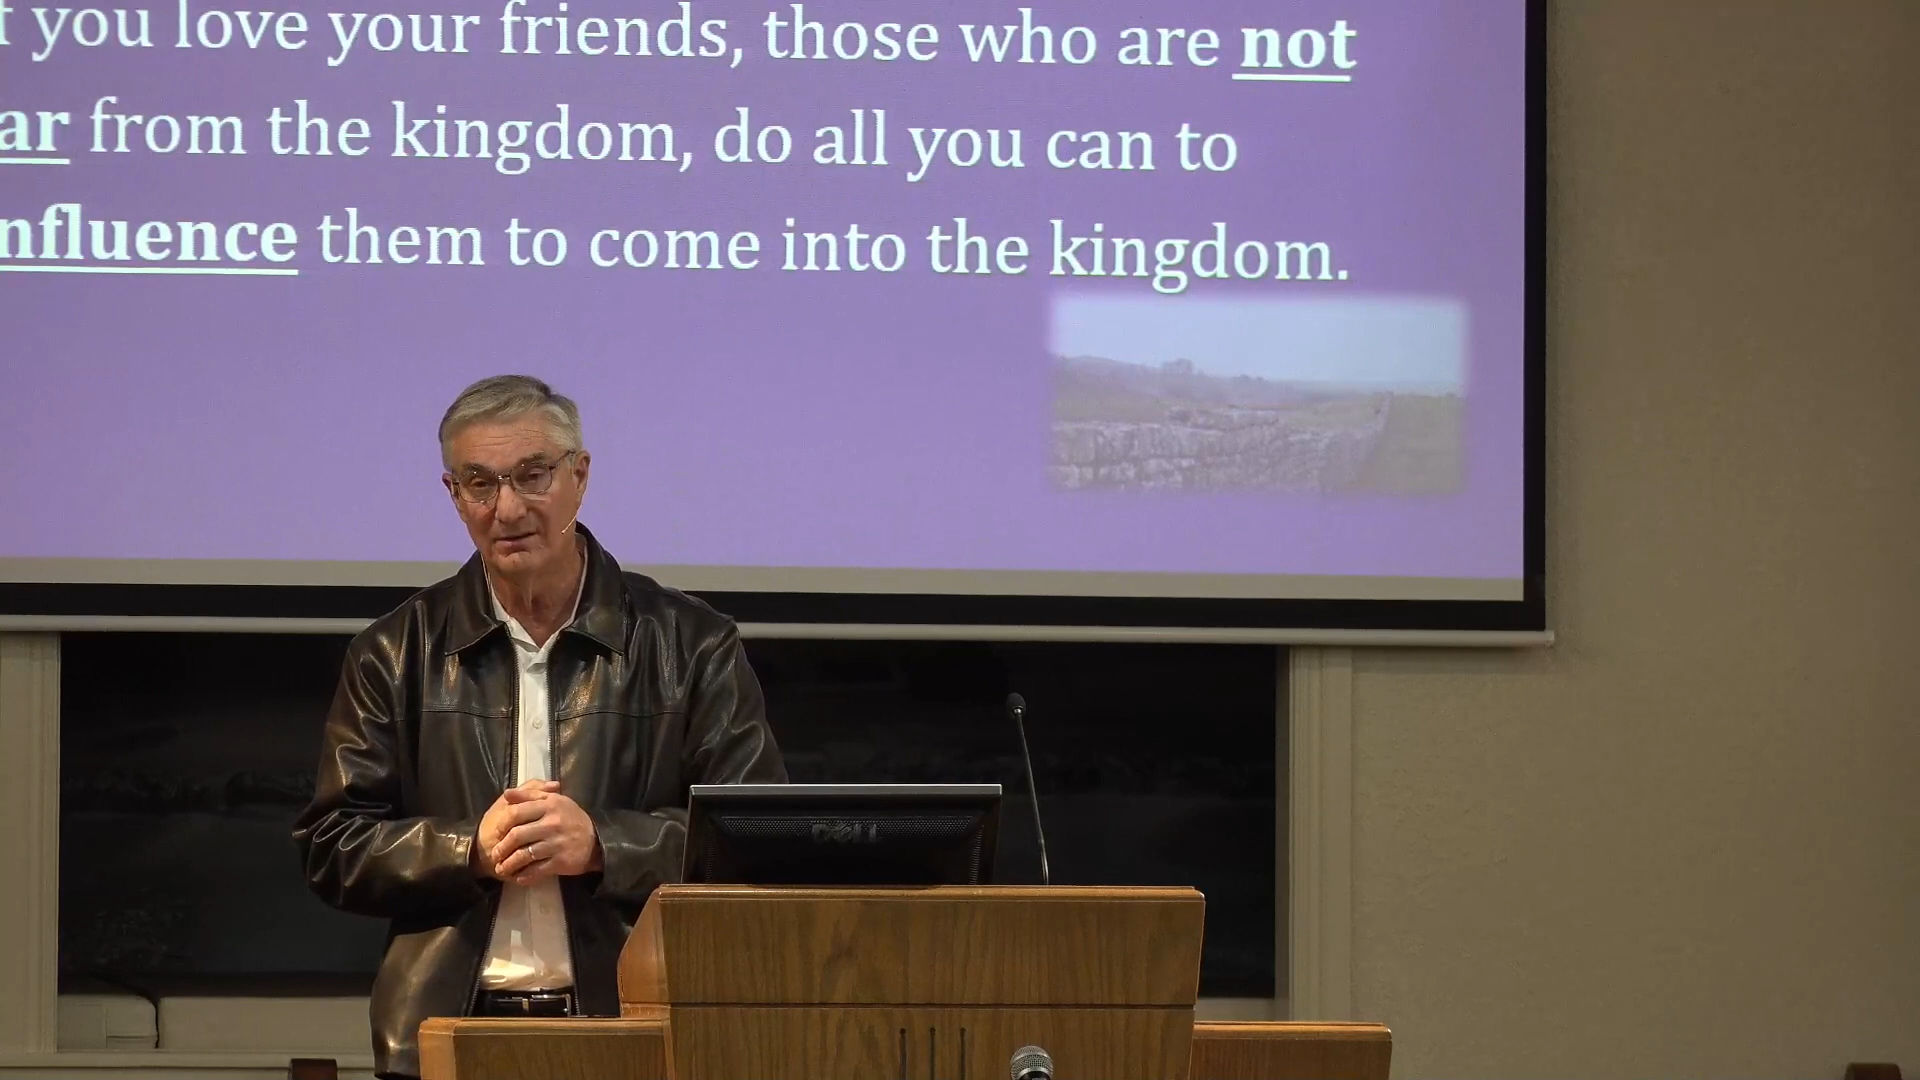 f you love your friends, those who are not
ar from the kingdom, do all you can to
nfluence them to come into the kingdom.
DELL